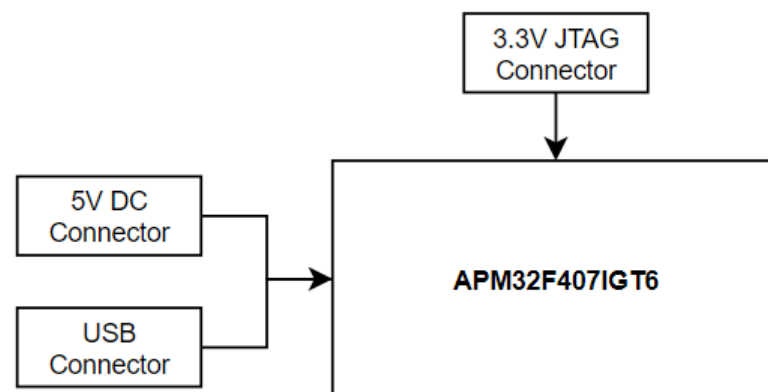 3.3V JTAG
Connector
5V DC
Connector
APM32F407IGT6
USB
Connector